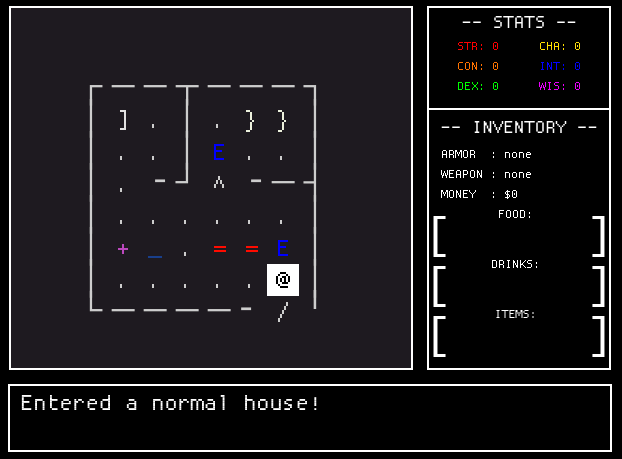 -- STATS --
STR: 0 CHA: 0
CON: 0 INT: 0
DEX: 0 WIS: 0
-- INVENTORY --
ARMOR : none
WEAPON : none
MONEY : $0
FOOD:
DRINKS:
ITEMS:
] . . } }
. . E . .
. ^
. . . . . .
+ _ . = = E
. . . . . @
/
Entered a normal house!